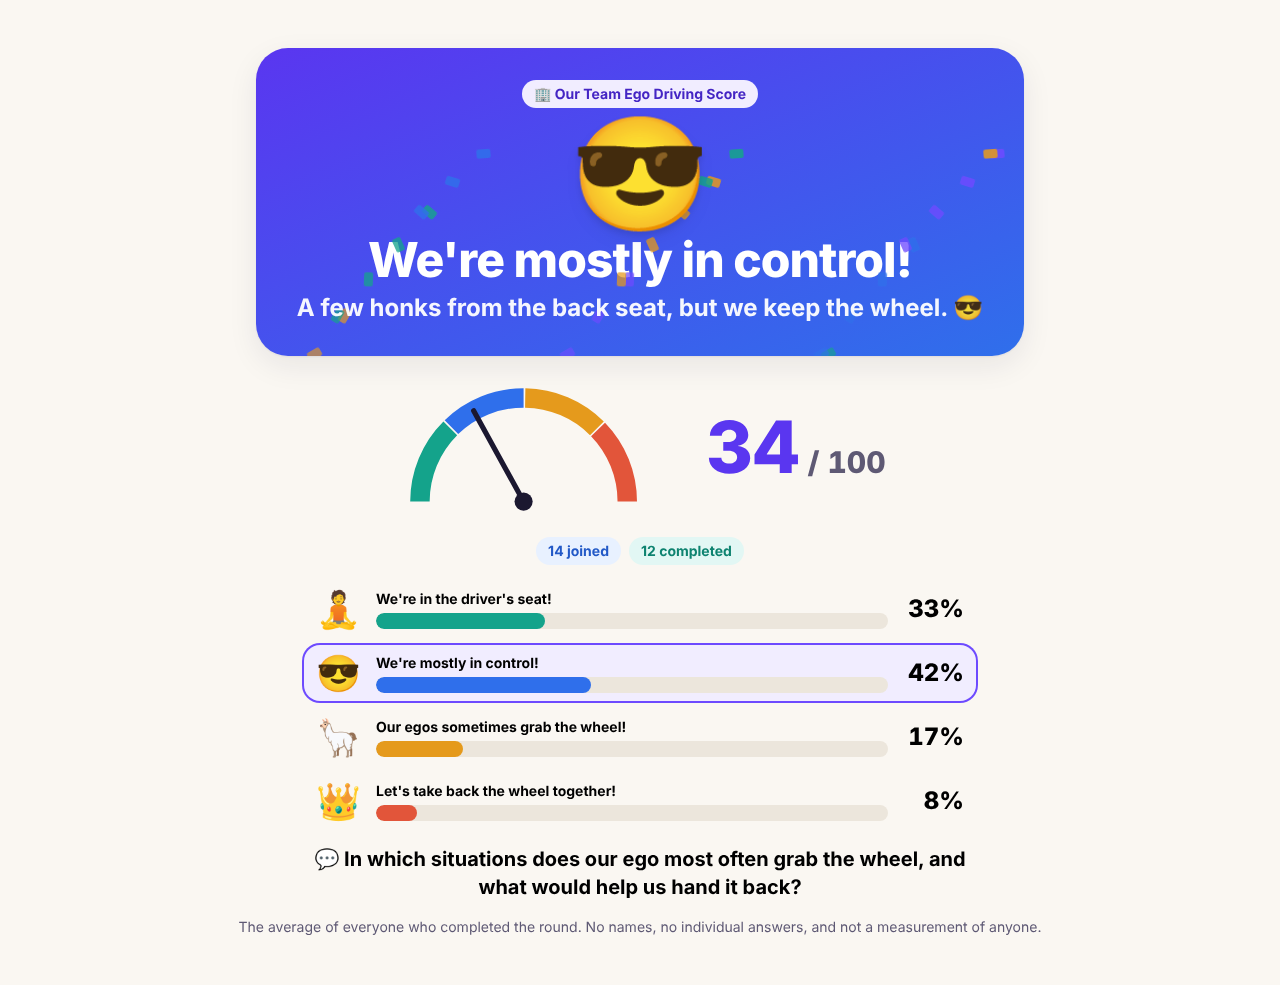 🏢 Our Team Ego Driving Score
We're mostly in control!
A few honks from the back seat, but we keep the wheel. 😎
34 / 100
14 joined
12 completed
We're in the driver's seat!
33%
We're mostly in control!
42%
Our egos sometimes grab the wheel!
17%
Let's take back the wheel together!
8%
💬 In which situations does our ego most often grab the wheel, and
what would help us hand it back?
The average of everyone who completed the round. No names, no individual answers, and not a measurement of anyone.